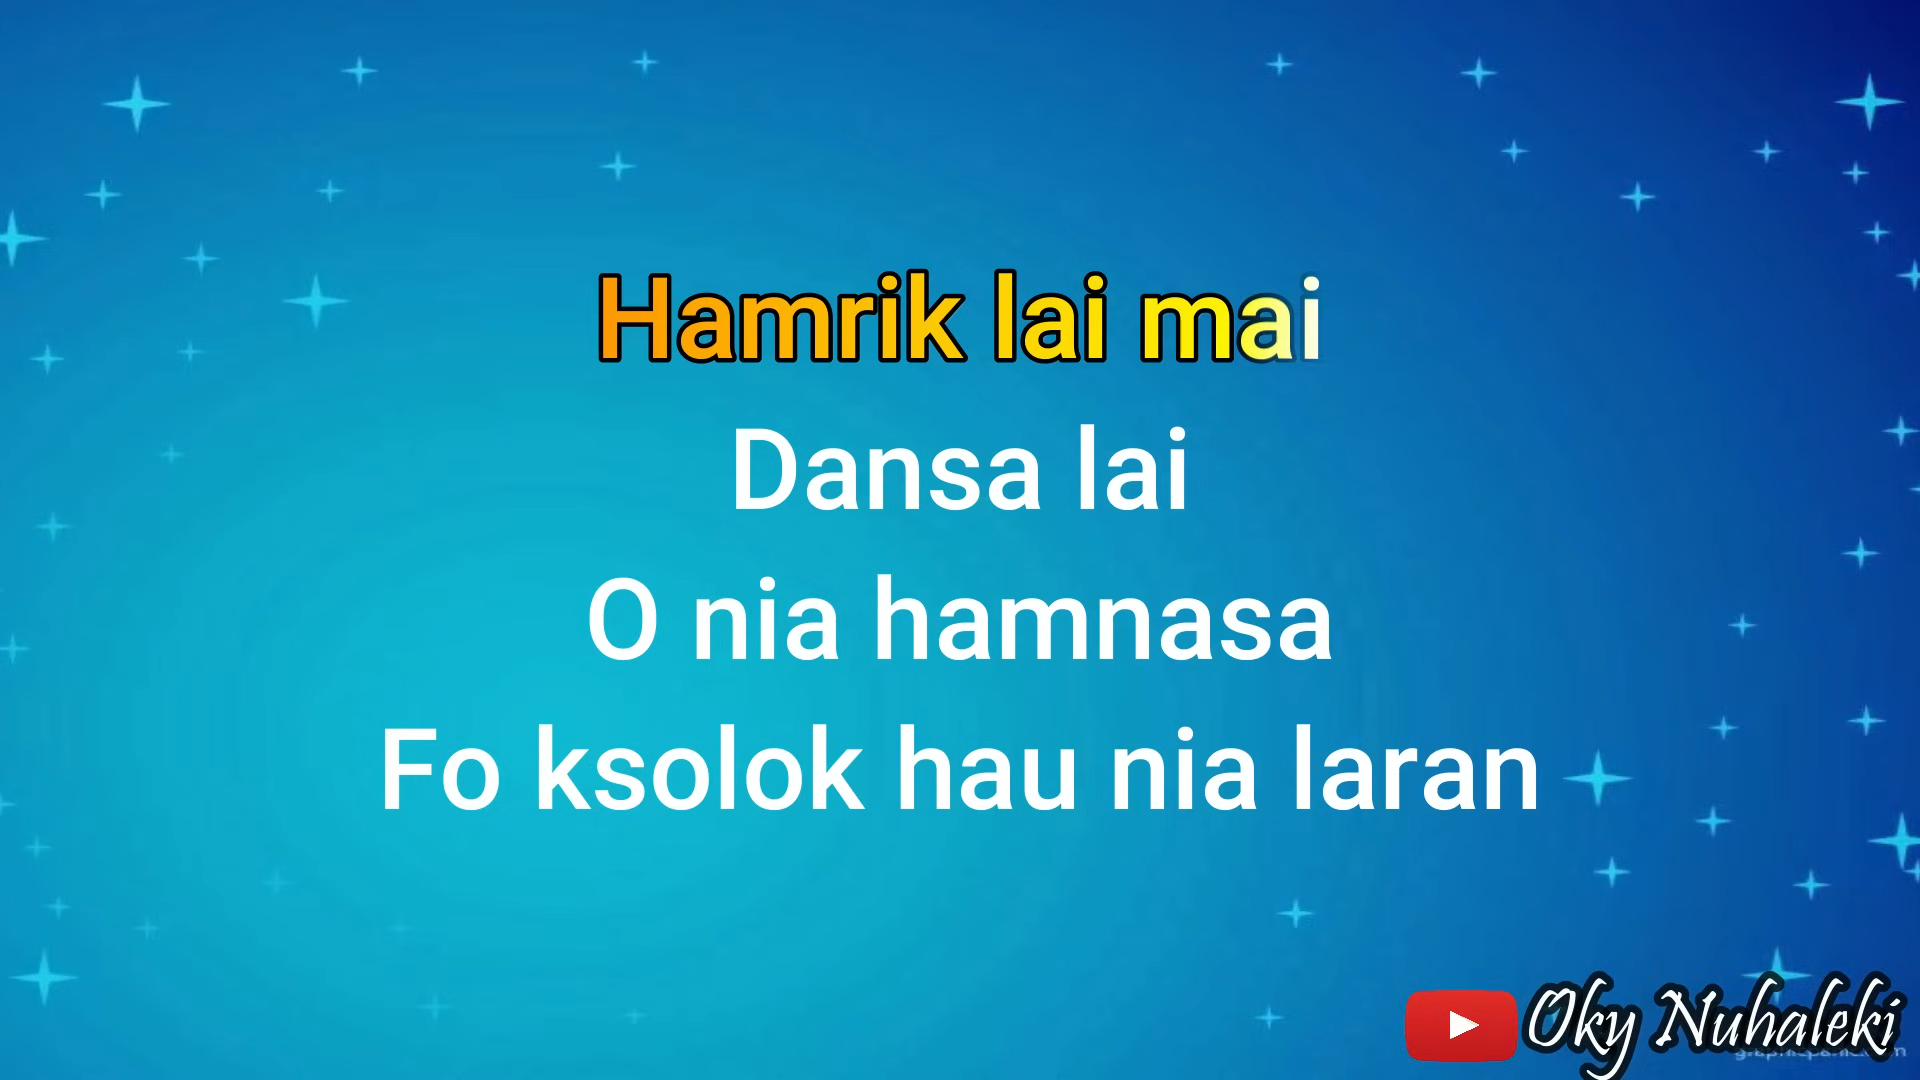 Hamrik lai mai
Dansa lai
O nia hamnasa
Fo ksolok hau nia laran
Oky Nuhaleki